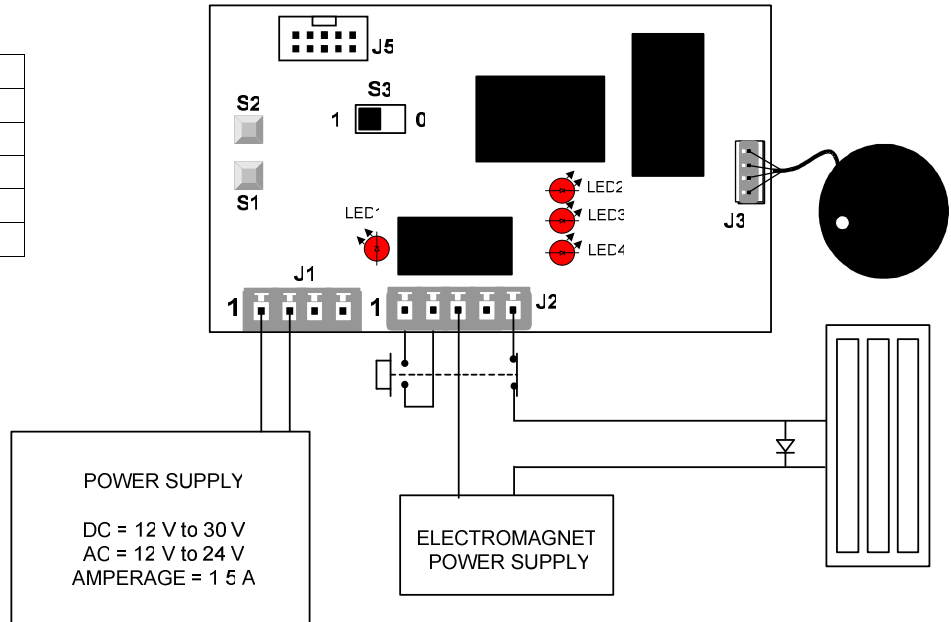 J5
S3
1 0
S2
S1
LED2
LED3
LED4
LED1
J3
J1
1
1
J2
POWER SUPPLY
DC = 12 V to 30 V
AC = 12 V to 24 V
AMPERAGE = 1 5 A
ELECTROMAGNET
POWER SUPPLY